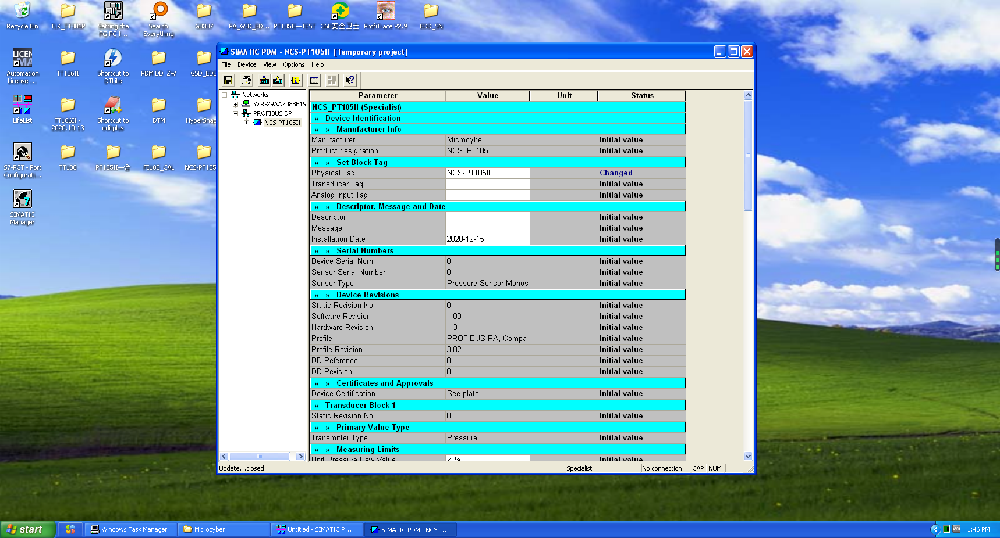 Recycle Bin
TLK_TT306P
Setting the PG-PC I...
Search Everything
G0307
PA_GSD_ED...
PT105II—TEST
360安全卫士
ProfiTrace V2.9
EDD_SN
Automation License ...
TT106II
Shortcut to DTLite
PDM DD_ZW
GSD_EDD
LifeList
TT106II - 2020.10.13
Shortcut to editplus
DTM
HyperSnap
S7-PCT - Port Configurati...
TT108
PT105II—合
FI105_CAL
NCS-PT105
SIMATIC Manager
SIMATIC PDM - NCS-PT105II [Temporary project]
File Device View Options Help
Networks
YZR-29AA7088F19
PROFIBUS DP
NCS-PT105II
Parameter Value Unit Status
NCS_PT105II (Specialist)
» Device Identification
» » Manufacturer Info
Manufacturer Microcyber Initial value
Product designation NCS_PT105 Initial value
» » Set Block Tag
Physical Tag NCS-PT105II Changed
Transducer Tag Initial value
Analog Input Tag Initial value
» » Descriptor, Message and Date
Descriptor Initial value
Message Initial value
Installation Date 2020-12-15 Initial value
» » Serial Numbers
Device Serial Num 0 Initial value
Sensor Serial Number 0 Initial value
Sensor Type Pressure Sensor Monos Initial value
» » Device Revisions
Static Revision No. 0 Initial value
Software Revision 1.00 Initial value
Hardware Revision 1.3 Initial value
Profile PROFIBUS PA, Compa Initial value
Profile Revision 3.02 Initial value
DD Reference 0 Initial value
DD Revision 0 Initial value
» » Certificates and Approvals
Device Certification See plate Initial value
» Transducer Block 1
Static Revision No. 0 Initial value
» » Primary Value Type
Transmitter Type Pressure Initial value
» » Measuring Limits
Unit Pressure Raw Value kPa Initial value
Update...closed Specialist No connection CAP NUM
start
Windows Task Manager
Microcyber
Untitled - SIMATIC P...
SIMATIC PDM - NCS-...
1:46 PM